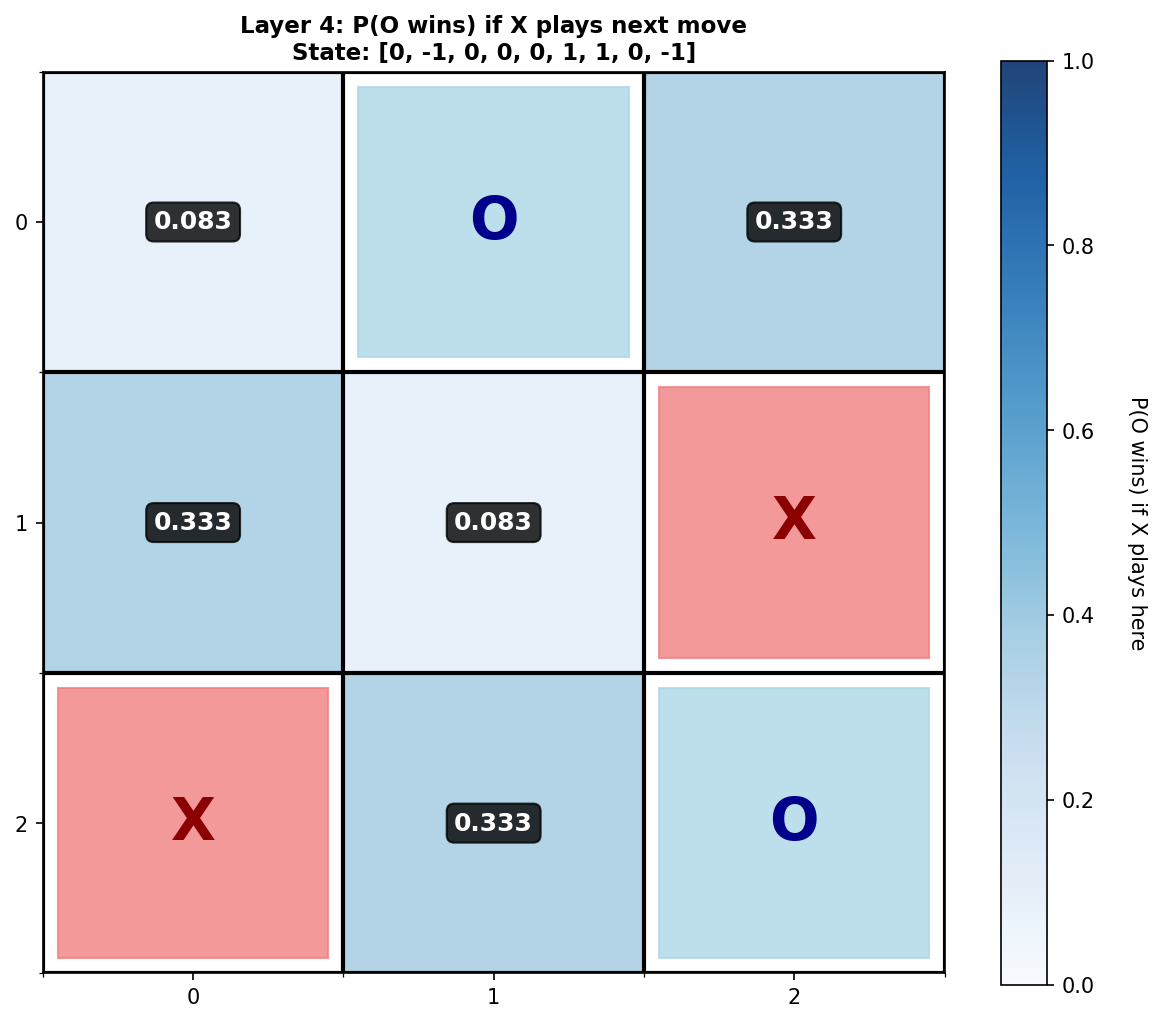 Layer 4: P(O wins) if X plays next move
State: [0, -1, 0, 0, 0, 1, 1, 0, -1]
0.083
O
0.333
0.333
0.083
X
X
0.333
O
0
1
2
0
1
2
1.0
0.8
0.6
0.4
0.2
0.0
P(O wins) if X plays here